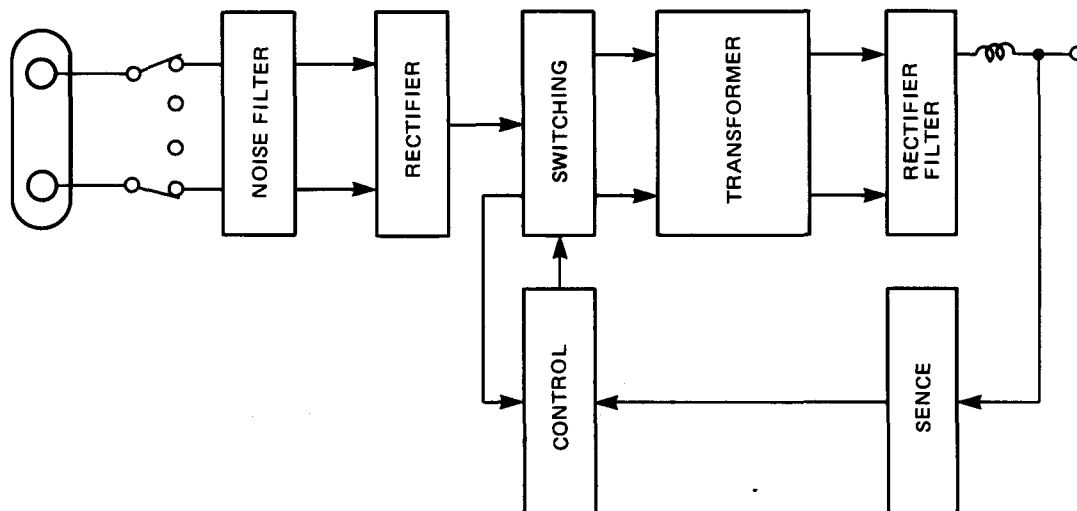 NOISE FILTER
RECTIFIER
SWITCHING
TRANSFORMER
RECTIFIER
FILTER
CONTROL
SENCE